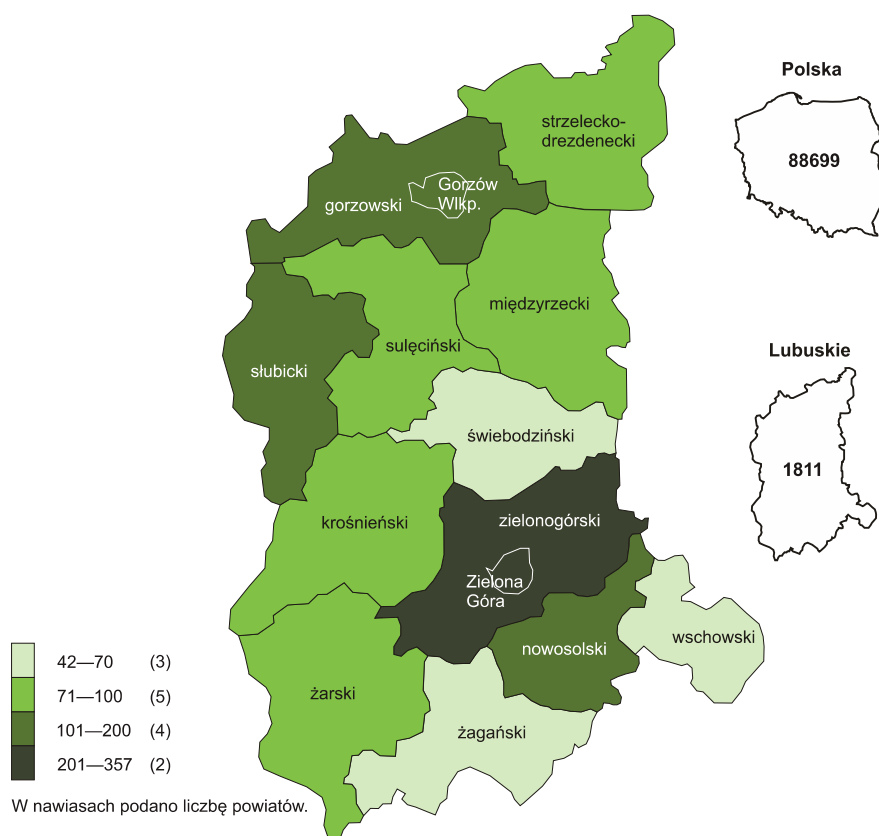 Polska
88699
strzelecko-
drezdenecki
Gorzów
Wlkp.
gorzowski
międzyrzecki
sulęciński
słubicki
Lubuskie
1811
świebodziński
zielonogórski
krośnieński
Zielona
Góra
nowosolski
wschowski
żarski
żagański
42—70 (3)
71—100 (5)
101—200 (4)
201—357 (2)
W nawiasach podano liczbę powiatów.